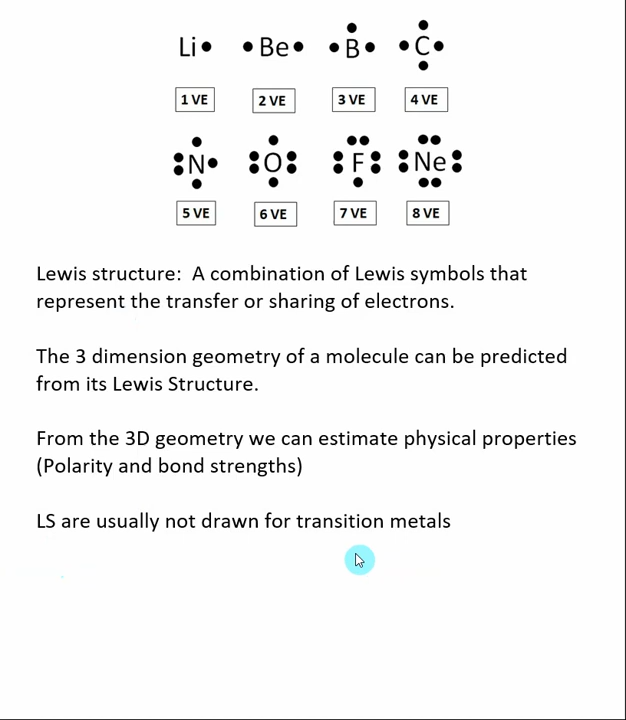 Li Be B C
1 VE 2 VE 3 VE 4 VE
N O F Ne
5 VE 6 VE 7 VE 8 VE
Lewis structure: A combination of Lewis symbols that
represent the transfer or sharing of electrons.
The 3 dimension geometry of a molecule can be predicted
from its Lewis Structure.
From the 3D geometry we can estimate physical properties
(Polarity and bond strengths)
LS are usually not drawn for transition metals